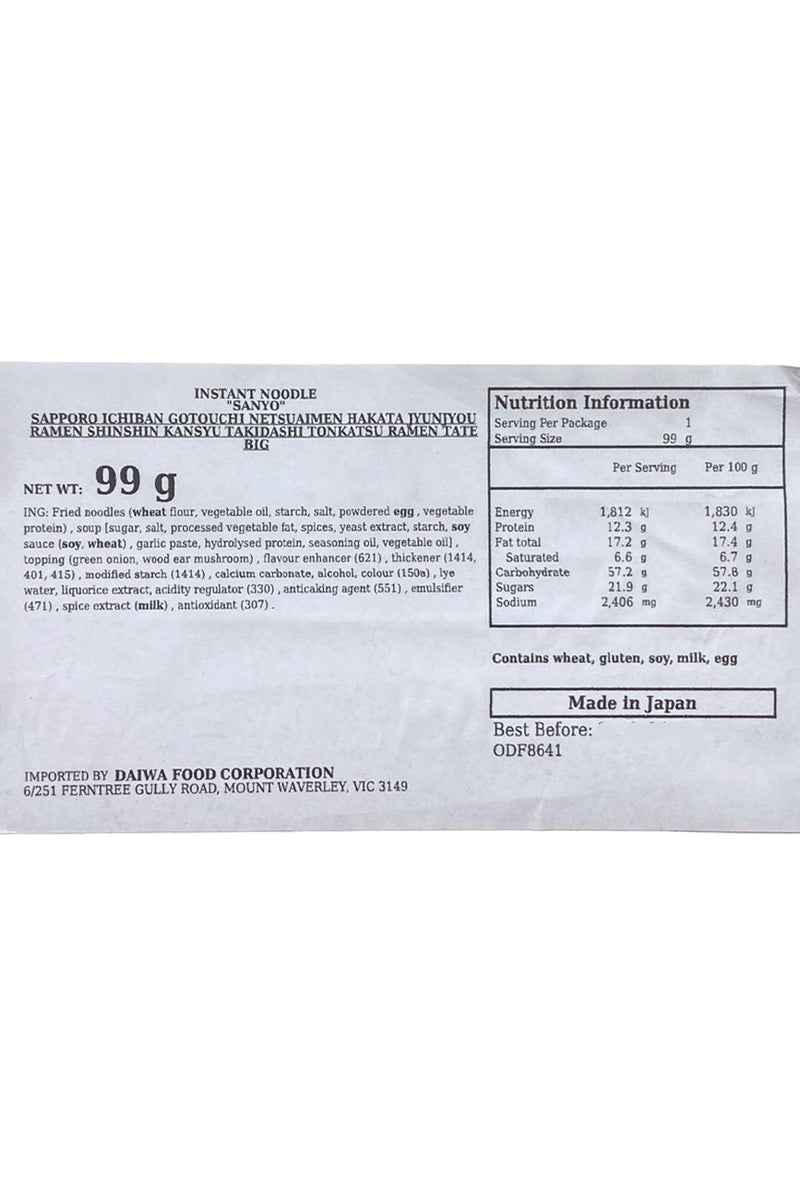 INSTANT NOODLE
"SANYO"
SAPPORO ICHIBAN GOTOUCHI NETSUAIMEN HAKATA JYUNJYOU
RAMEN SHINSHIN KANSYU TAKIDASHI TONKATSU RAMEN TATE
BIG
NET WT: 99 g
ING: Fried noodles (wheat flour, vegetable oil, starch, salt, powdered egg , vegetable
protein) , soup [sugar, salt, processed vegetable fat, spices, yeast extract, starch, soy
sauce (soy, wheat) , garlic paste, hydrolysed protein, seasoning oil, vegetable oil] ,
topping (green onion, wood ear mushroom) , flavour enhancer (621) , thickener (1414,
401, 415) , modified starch (1414) , calcium carbonate, alcohol, colour (150a) , lye
water, liquorice extract, acidity regulator (330) , anticaking agent (551) , emulsifier
(471) , spice extract (milk) , antioxidant (307) .
IMPORTED BY DAIWA FOOD CORPORATION
6/251 FERNTREE GULLY ROAD, MOUNT WAVERLEY, VIC 3149
Nutrition Information
Serving Per Package 1
Serving Size 99 g
Per Serving Per 100 g
Energy 1,812 kJ 1,830 kJ
Protein 12.3 g 12.4 g
Fat total 17.2 g 17.4 g
Saturated 6.6 g 6.7 g
Carbohydrate 57.2 g 57.8 g
Sugars 21.9 g 22.1 g
Sodium 2,406 mg 2,430 mg
Contains wheat, gluten, soy, milk, egg
Made in Japan
Best Before:
ODF8641